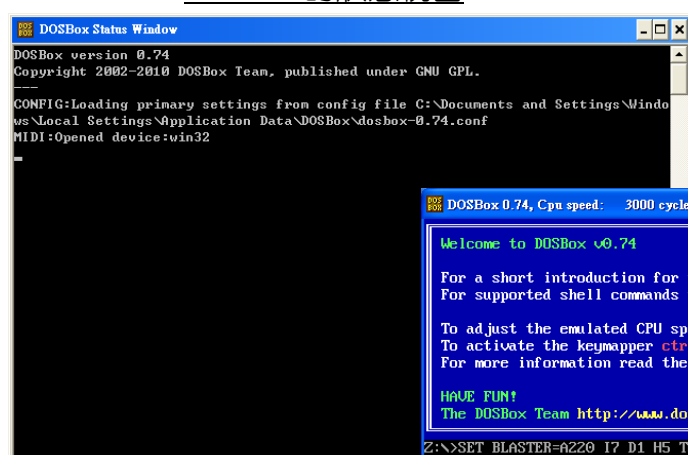 DOSBox Status Window
DOSBox version 0.74
Copyright 2002-2010 DOSBox Team, published under GNU GPL.
---
CONFIG:Loading primary settings from config file C:\Documents and Settings\Windo
ws\Local Settings\Application Data\DOSBox\dosbox-0.74.conf
MIDI:Opened device:win32
DOSBox 0.74, Cpu speed: 3000 cycle
Welcome to DOSBox v0.74
For a short introduction for
For supported shell commands
To adjust the emulated CPU sp
To activate the keymapper ctr
For more information read the
HAVE FUN!
The DOSBox Team http://www.do
Z:\>SET BLASTER=A220 I7 D1 H5 T